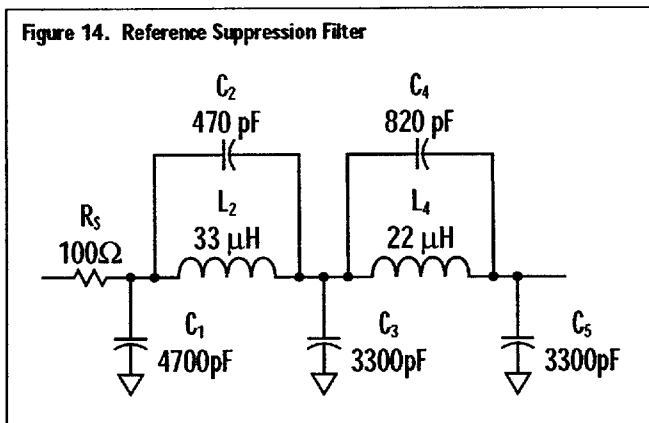 Figure 14. Reference Suppression Filter
C₂
470 pF
C₄
820 pF
L₂
33 μH
L₄
22 μH
R_S
100Ω
C₁
4700pF
C₃
3300pF
C₅
3300pF